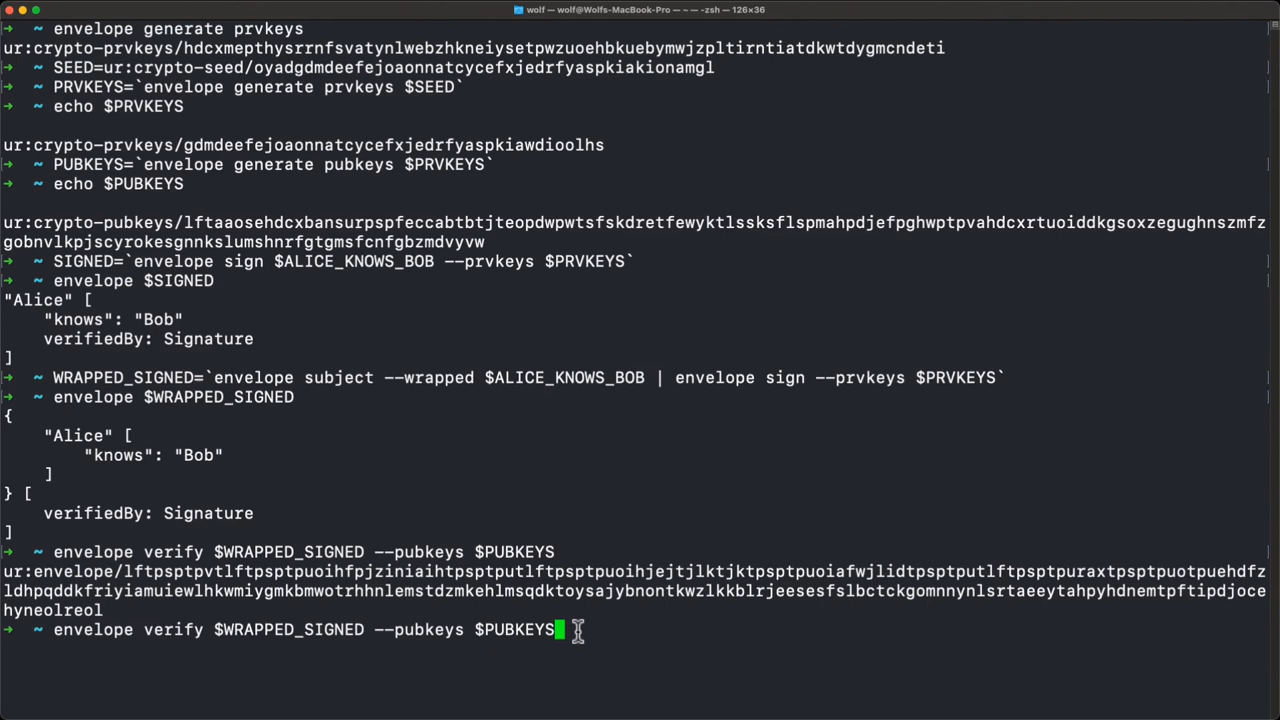 wolf — wolf@Wolfs-MacBook-Pro — ~ — -zsh — 126×36
→ ~ envelope generate prvkeys
ur:crypto-prvkeys/hdcxmepthysrrnfsvatynlwebzhkneiysetpwzuoehbkuebymwjzpltirntiatdkwtdygmcndeti
→ ~ SEED=ur:crypto-seed/oyadgdmdeefejoaonnatcycefxjedrfyaspkiakionamgl
→ ~ PRVKEYS=`envelope generate prvkeys $SEED`
→ ~ echo $PRVKEYS
ur:crypto-prvkeys/gdmdeefejoaonnatcycefxjedrfyaspkiawdioolhs
→ ~ PUBKEYS=`envelope generate pubkeys $PRVKEYS`
→ ~ echo $PUBKEYS
ur:crypto-pubkeys/lftaaosehdcxbansurpspfeccabtbtjteopdwpwtsfskdretfewyktlssksflspmahpdjefpghwptpvahdcxrtuoiddkgsoxzegughnszmfz
gobnvlkpjscyrokesgnnkslumshnrfgtgmsfcnfgbzmdvyvw
→ ~ SIGNED=`envelope sign $ALICE_KNOWS_BOB --prvkeys $PRVKEYS`
→ ~ envelope $SIGNED
"Alice" [
    "knows": "Bob"
    verifiedBy: Signature
]
→ ~ WRAPPED_SIGNED=`envelope subject --wrapped $ALICE_KNOWS_BOB | envelope sign --prvkeys $PRVKEYS`
→ ~ envelope $WRAPPED_SIGNED
{
    "Alice" [
        "knows": "Bob"
    ]
} [
    verifiedBy: Signature
]
→ ~ envelope verify $WRAPPED_SIGNED --pubkeys $PUBKEYS
ur:envelope/lftpsptpvtlftpsptpuoihfpjziniaihtpsptputlftpsptpuoihjejtjlktjktpsptpuoiafwjlidtpsptputlftpsptpuraxtpsptpuotpuehdfz
ldhpqddkfriyiamuiewlhkwmiygmkbmwotrhhnlemstdzmkehlmsqdktoysajybnontkwzlkkblrjeesesfslbctckgomnnynlsrtaeeytahpyhdnemtpftipdjoce
hyneolreol
→ ~ envelope verify $WRAPPED_SIGNED --pubkeys $PUBKEYS